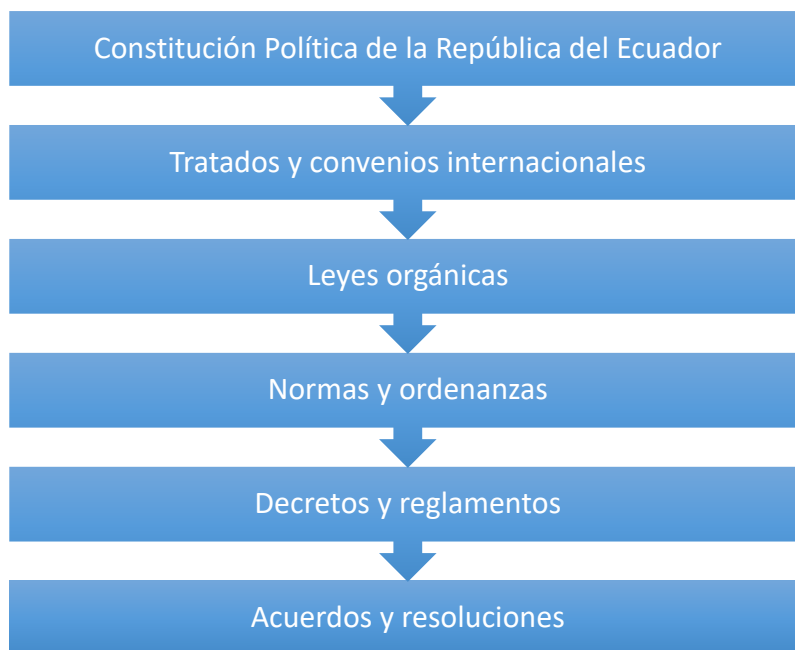 Constitución Política de la República del Ecuador
Tratados y convenios internacionales
Leyes orgánicas
Normas y ordenanzas
Decretos y reglamentos
Acuerdos y resoluciones